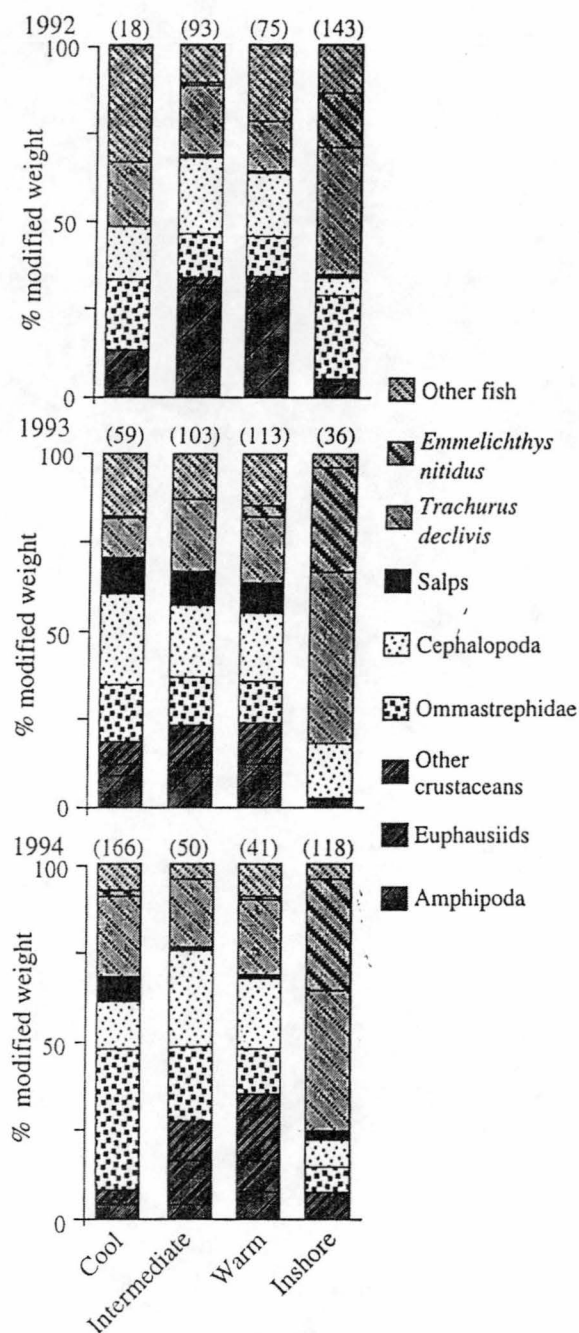 1992 (18) (93) (75) (143)
100
50
0
% modified weight
1993 (59) (103) (113) (36)
100
50
0
% modified weight
1994 (166) (50) (41) (118)
100
50
0
% modified weight
Cool
Intermediate
Warm
Inshore
Other fish
Emmelichthys
nitidus
Trachurus
declivis
Salps
Cephalopoda
Ommastrephidae
Other
crustaceans
Euphausiids
Amphipoda